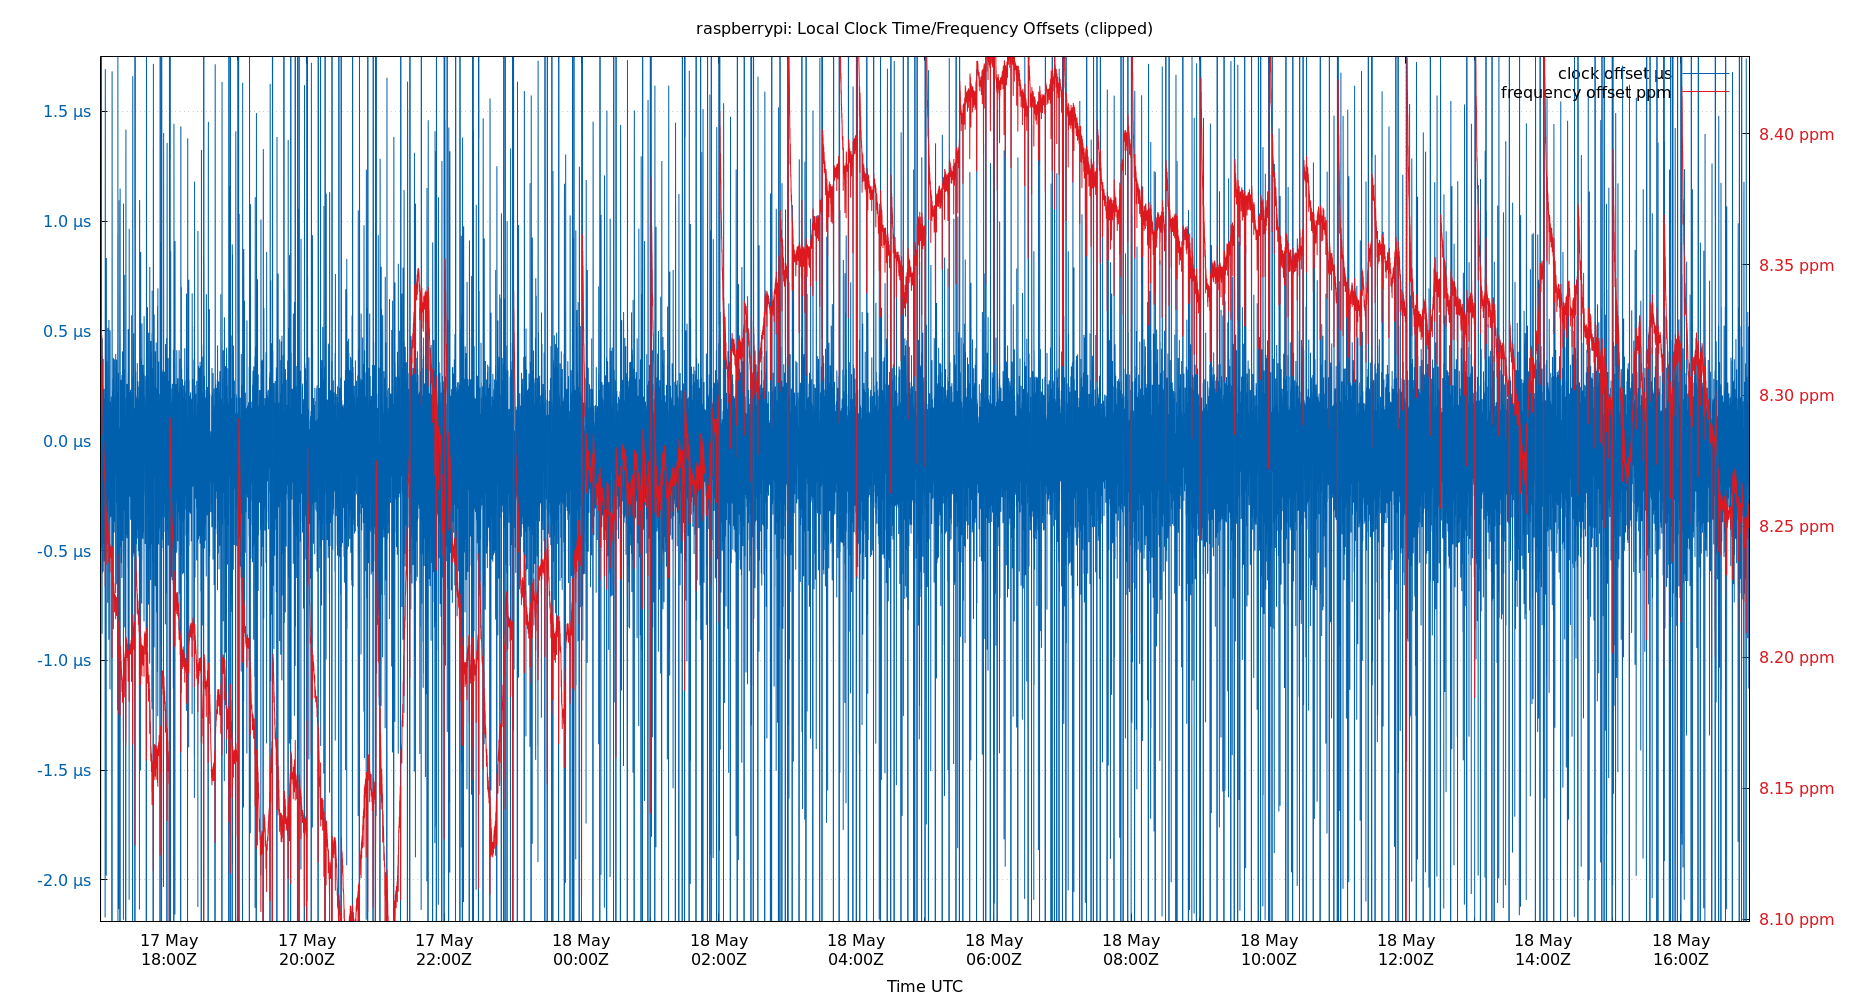 raspberrypi: Local Clock Time/Frequency Offsets (clipped)
clock offset µs
frequency offset ppm
1.5 µs
1.0 µs
0.5 µs
0.0 µs
-0.5 µs
-1.0 µs
-1.5 µs
-2.0 µs
8.40 ppm
8.35 ppm
8.30 ppm
8.25 ppm
8.20 ppm
8.15 ppm
8.10 ppm
17 May 17 May 17 May 18 May 18 May 18 May 18 May 18 May 18 May 18 May 18 May 18 May
18:00Z 20:00Z 22:00Z 00:00Z 02:00Z 04:00Z 06:00Z 08:00Z 10:00Z 12:00Z 14:00Z 16:00Z
Time UTC